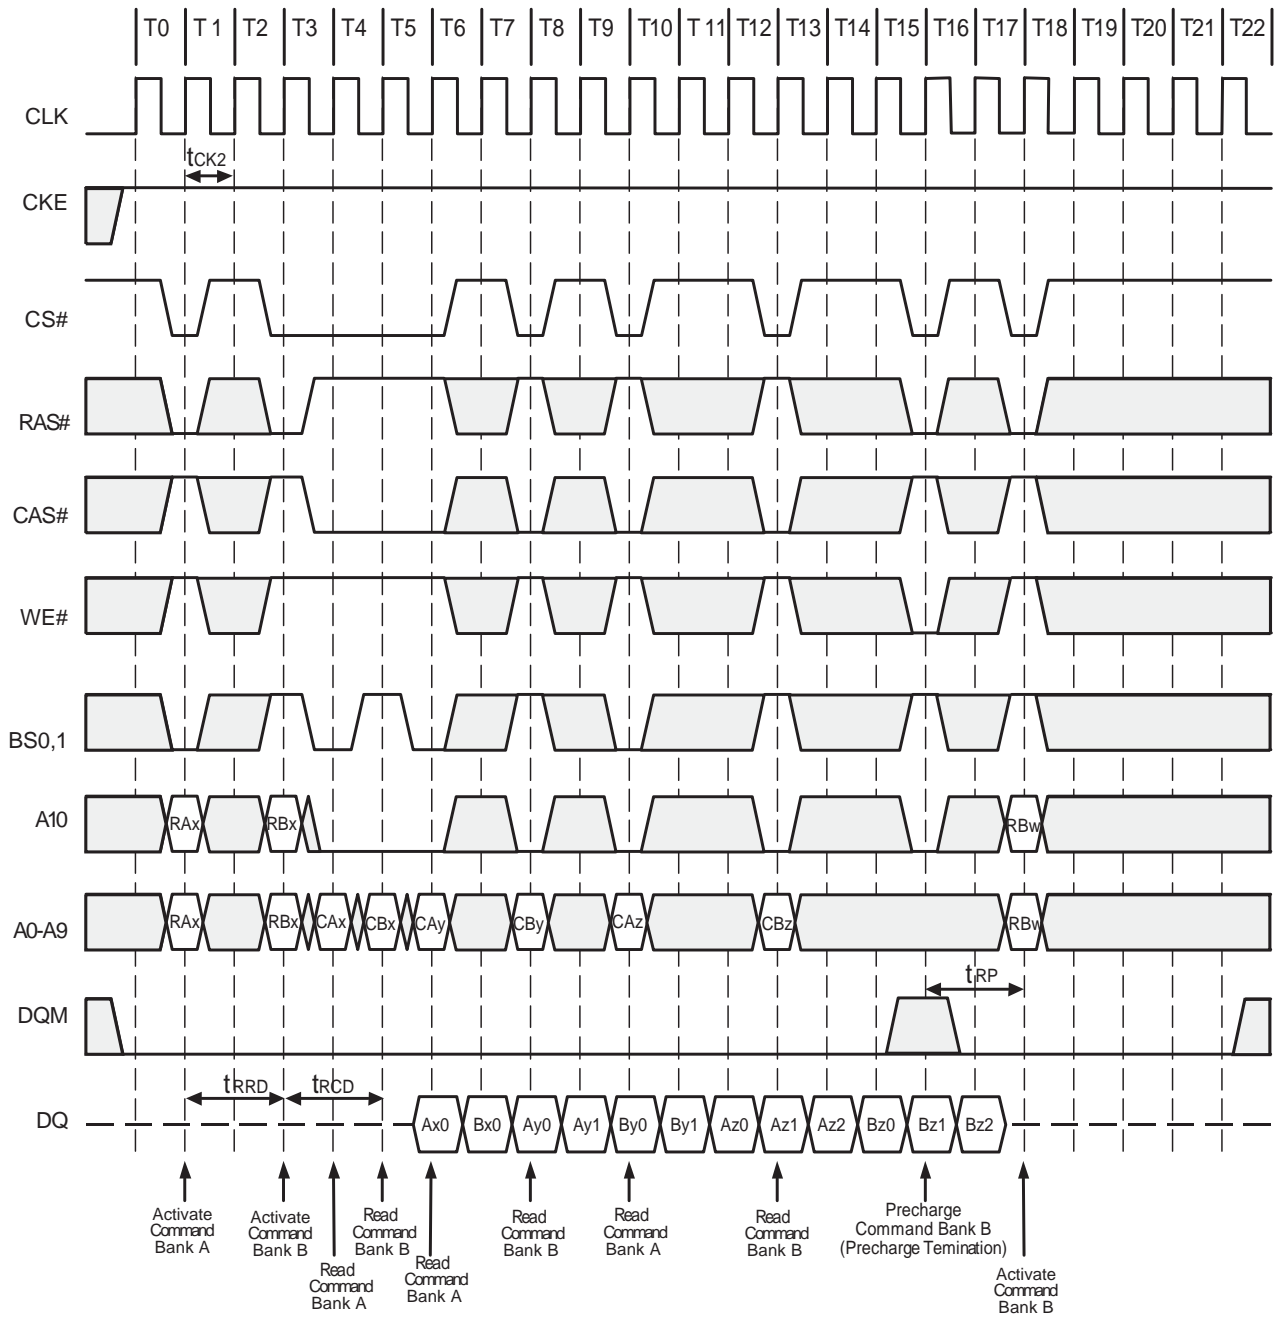 T0 T 1 T2 T3 T4 T5 T6 T7 T8 T9 T10 T 11 T12 T13 T14 T15 T16 T17 T18 T19 T20 T21 T22
CLK
tCK2
CKE
CS#
RAS#
CAS#
WE#
BS0,1
A10
RAx RBx RBw
A0-A9
RAx RBx CAx CBx CAy CBy CAz CBz RBw
tRP
DQM
tRRD tRCD
DQ
Ax0 Bx0 Ay0 Ay1 By0 By1 Az0 Az1 Az2 Bz0 Bz1 Bz2
Activate
Command
Bank A
Activate
Command
Bank B
Read
Command
Bank A
Read
Command
Bank B
Read
Command
Bank A
Read
Command
Bank B
Read
Command
Bank A
Read
Command
Bank B
Precharge
Command Bank B
(Precharge Temination)
Activate
Command
Bank B